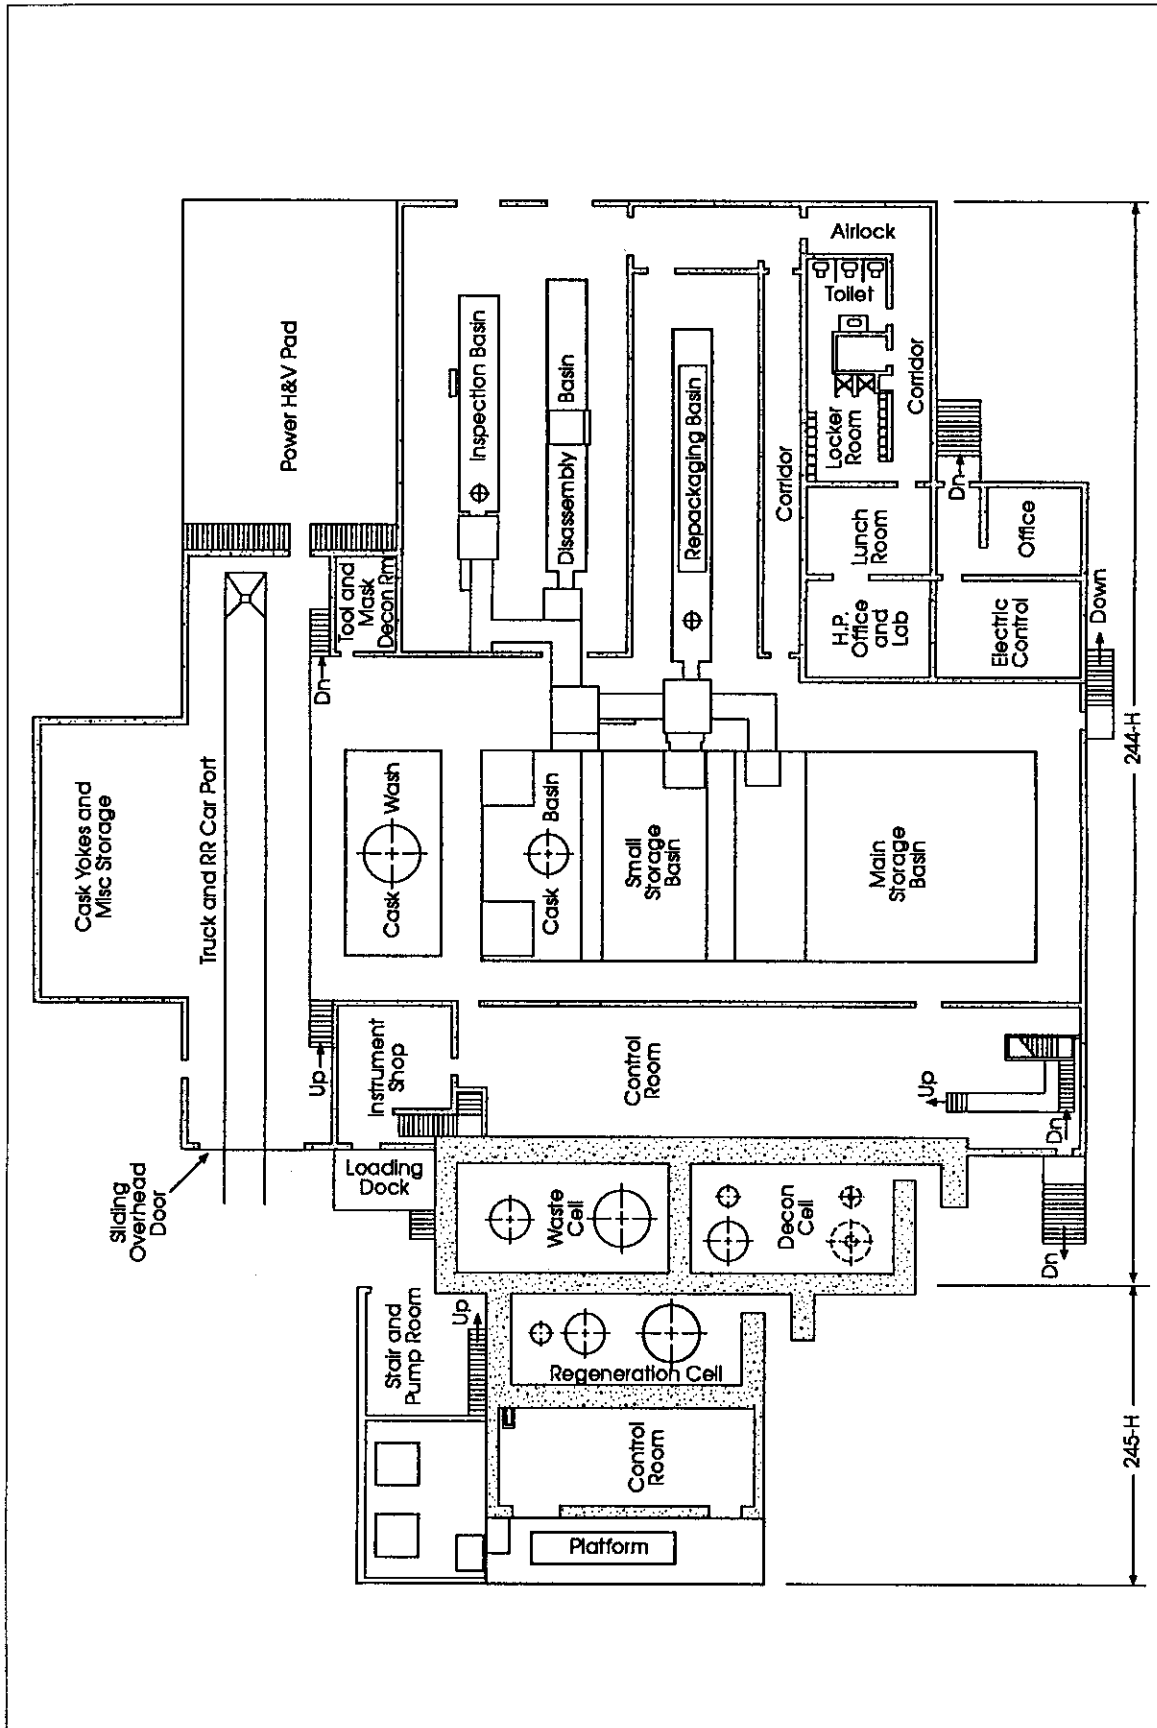 Cask Yokes and
Misc Storage
Sliding
Overhead
Door
Truck and RR Car Port
Power H&V Pad
Up
Dn
Tool and
Mask
Decon Rm
Loading
Dock
Instrument
Shop
Cask Wash
Inspection Basin
Stair and
Pump Room
Up
Cask Basin
Disassembly Basin
Waste
Cell
Control
Room
Small
Storage
Basin
Repackaging Basin
Regeneration Cell
Decon
Cell
Main
Storage
Basin
Corridor
Platform
Control
Room
H.P.
Office
and
Lab
Lunch
Room
Locker
Room
Toilet
Airlock
Corridor
Up
Dn
Dn
Electric
Control
Office
Dn
Down
245-H
244-H